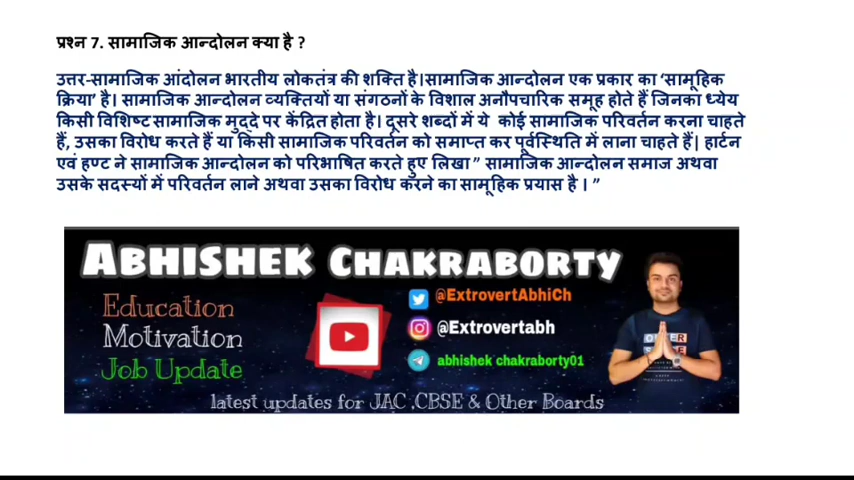 प्रश्न 7. सामाजिक आन्दोलन क्या है ?
उत्तर-सामाजिक आंदोलन भारतीय लोकतंत्र की शक्ति है।सामाजिक आन्दोलन एक प्रकार का ‘सामूहिक
क्रिया’ है। सामाजिक आन्दोलन व्यक्तियों या संगठनों के विशाल अनौपचारिक समूह होते हैं जिनका ध्येय
किसी विशिष्ट सामाजिक मुद्दे पर केंद्रित होता है। दूसरे शब्दों में ये कोई सामाजिक परिवर्तन करना चाहते
हैं, उसका विरोध करते हैं या किसी सामाजिक परिवर्तन को समाप्त कर पूर्वस्थिति में लाना चाहते हैं| हार्टन
एवं हण्ट ने सामाजिक आन्दोलन को परिभाषित करते हुए लिखा ” सामाजिक आन्दोलन समाज अथवा
उसके सदस्यों में परिवर्तन लाने अथवा उसका विरोध करने का सामूहिक प्रयास है । ”
ABHISHEK CHAKRABORTY
Education
Motivation
Job Update
@ExtrovertAbhiCh
@Extrovertabh
abhishek chakraborty01
latest updates for JAC ,CBSE & Other Boards